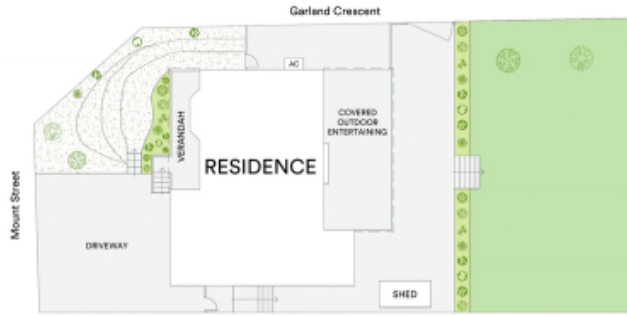 Garland Crescent
AC
COVERED
OUTDOOR
ENTERTAINING
VERANDAH
RESIDENCE
Mount Street
DRIVEWAY
SHED